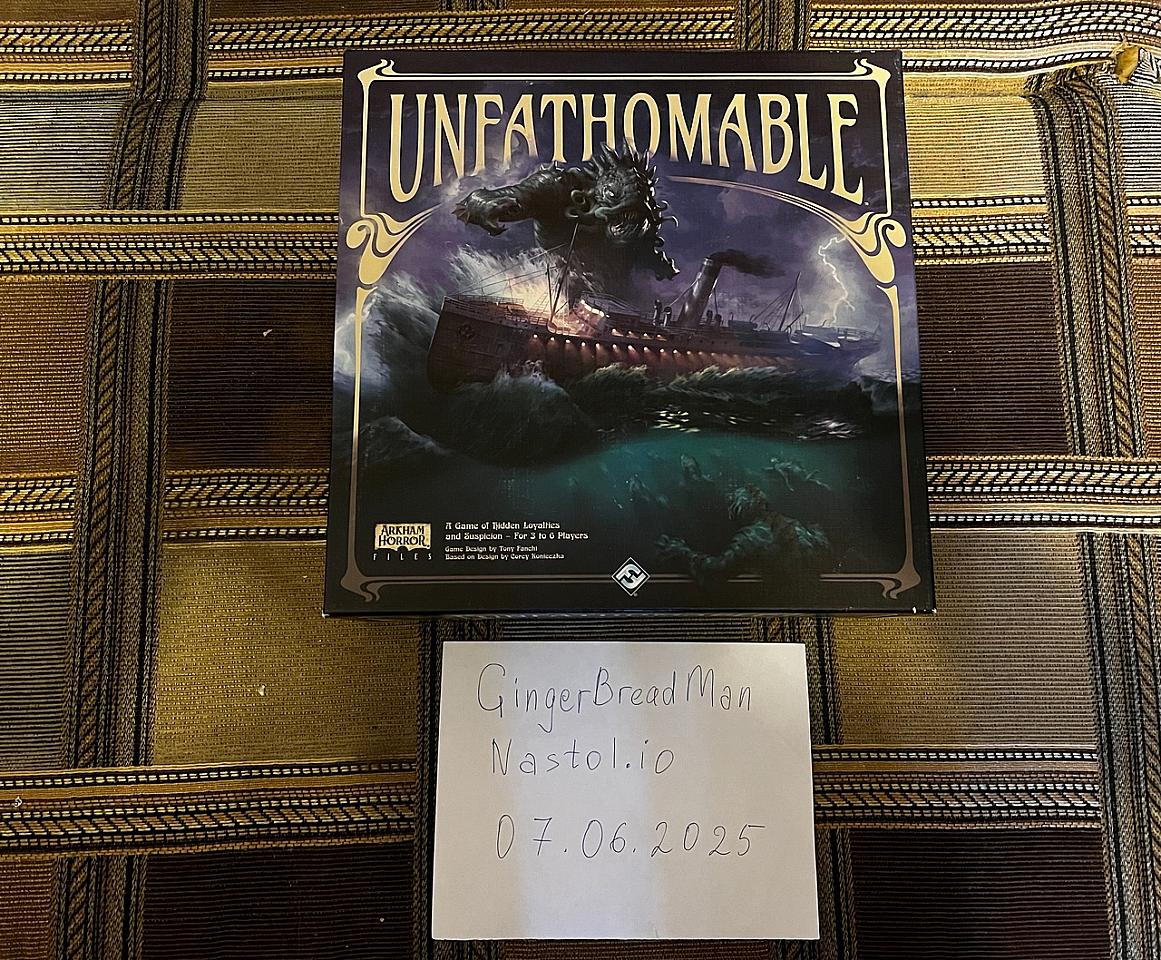 UNFATHOMABLE
ARKHAM
HORROR
FILES
A Game of Hidden Loyalties
and Suspicion – For 3 to 6 Players
Game Design by Tony Fanchi
Based on Design by Corey Konieczka
GingerBreadMan
Nastol.io
07.06.2025